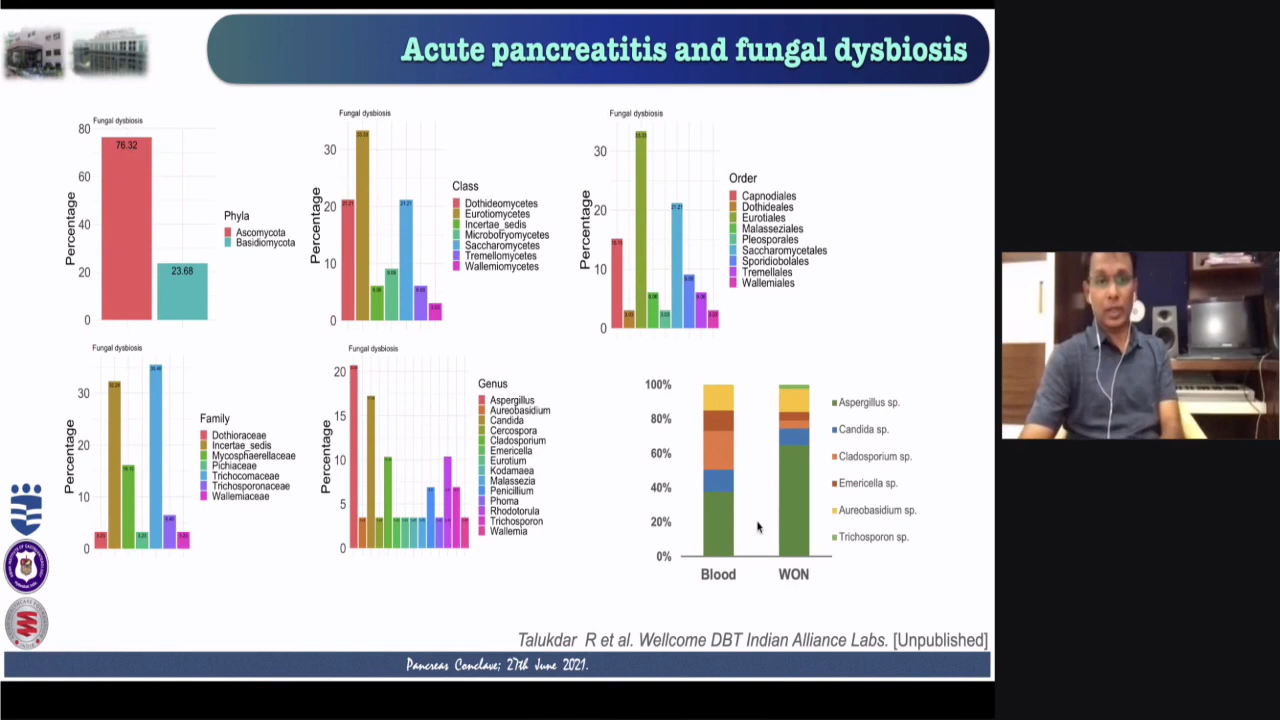 Acute pancreatitis and fungal dysbiosis
Fungal dysbiosis
Percentage
80
60
40
20
0
76.32
23.68
Phyla
Ascomycota
Basidiomycota
Fungal dysbiosis
Percentage
30
20
10
0
21.21
21.21
Class
Dothideomycetes
Eurotiomycetes
Incertae_sedis
Microbotryomycetes
Saccharomycetes
Tremellomycetes
Wallemiomycetes
Fungal dysbiosis
Percentage
30
20
10
0
21.21
Order
Capnodiales
Dothideales
Eurotiales
Malasseziales
Pleosporales
Saccharomycetales
Sporidiobolales
Tremellales
Wallemiales
Fungal dysbiosis
Percentage
30
20
10
0
Family
Dothioraceae
Incertae_sedis
Mycosphaerellaceae
Pichiaceae
Trichocomaceae
Trichosporonaceae
Wallemiaceae
Fungal dysbiosis
Percentage
20
15
10
5
0
Genus
Aspergillus
Aureobasidium
Candida
Cercospora
Cladosporium
Emericella
Eurotium
Kodamaea
Malassezia
Penicillium
Phoma
Rhodotorula
Trichosporon
Wallemia
100%
80%
60%
40%
20%
0%
Blood
WON
Aspergillus sp.
Candida sp.
Cladosporium sp.
Emericella sp.
Aureobasidium sp.
Trichosporon sp.
Talukdar R et al. Wellcome DBT Indian Alliance Labs. [Unpublished]
Pancreas Conclave; 27th June 2021.